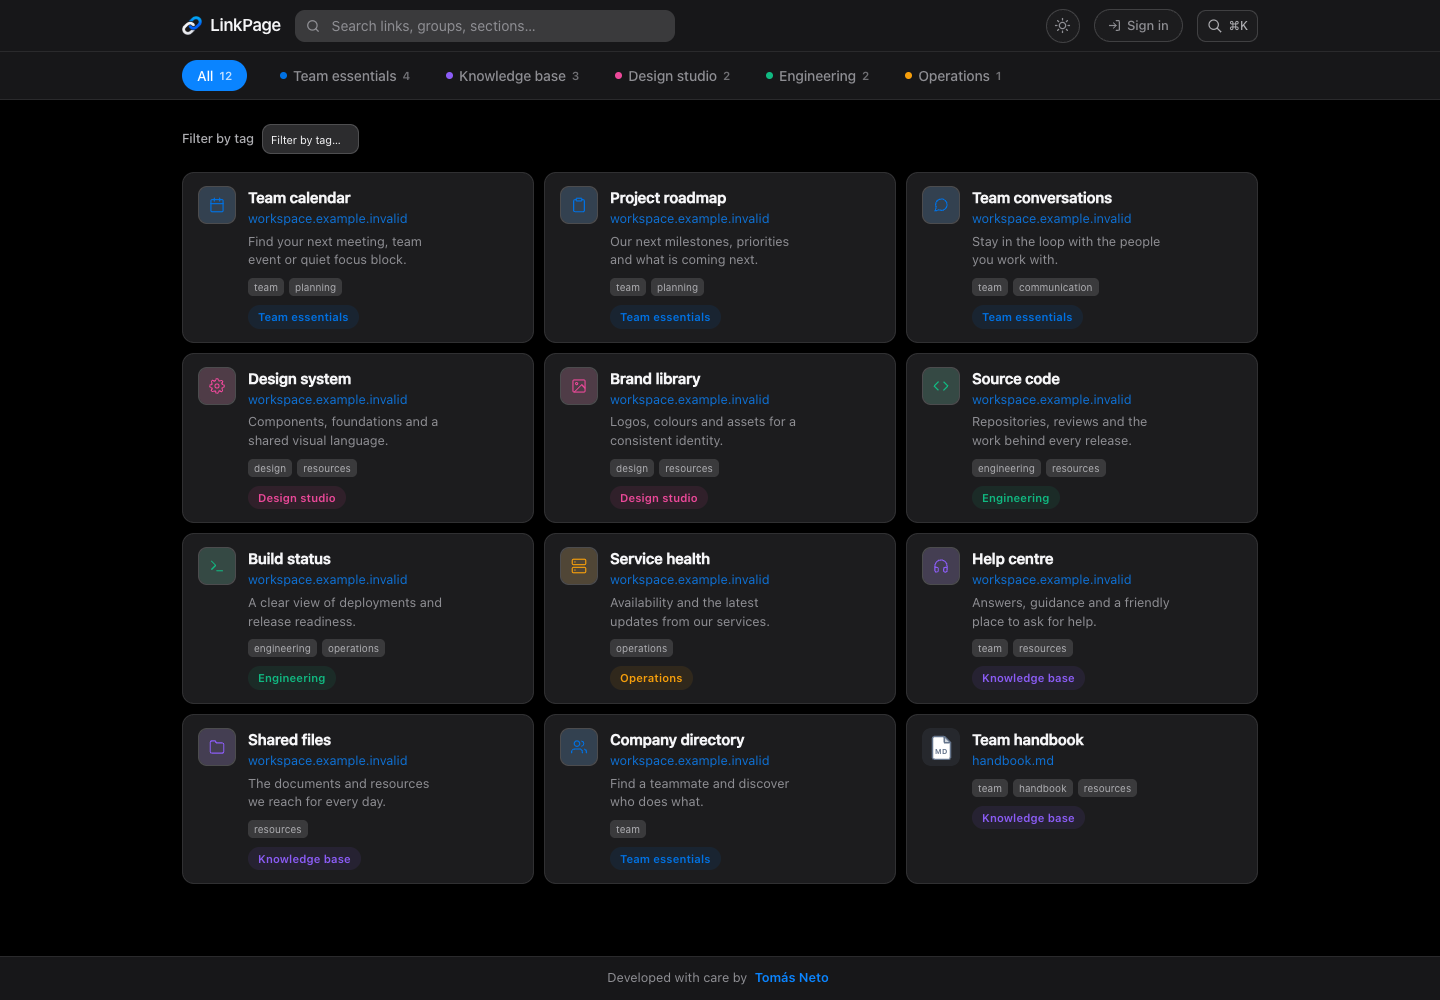 LinkPage
Search links, groups, sections...
Sign in
⌘K
All 12
Team essentials 4
Knowledge base 3
Design studio 2
Engineering 2
Operations 1
Filter by tag
Filter by tag...
Team calendar
workspace.example.invalid
Find your next meeting, team
event or quiet focus block.
team planning
Team essentials
Project roadmap
workspace.example.invalid
Our next milestones, priorities
and what is coming next.
team planning
Team essentials
Team conversations
workspace.example.invalid
Stay in the loop with the people
you work with.
team communication
Team essentials
Design system
workspace.example.invalid
Components, foundations and a
shared visual language.
design resources
Design studio
Brand library
workspace.example.invalid
Logos, colours and assets for a
consistent identity.
design resources
Design studio
Source code
workspace.example.invalid
Repositories, reviews and the
work behind every release.
engineering resources
Engineering
Build status
workspace.example.invalid
A clear view of deployments and
release readiness.
engineering operations
Engineering
Service health
workspace.example.invalid
Availability and the latest
updates from our services.
operations
Operations
Help centre
workspace.example.invalid
Answers, guidance and a friendly
place to ask for help.
team resources
Knowledge base
Shared files
workspace.example.invalid
The documents and resources
we reach for every day.
resources
Knowledge base
Company directory
workspace.example.invalid
Find a teammate and discover
who does what.
team
Team essentials
MD
Team handbook
handbook.md
team handbook resources
Knowledge base
Developed with care by Tomás Neto